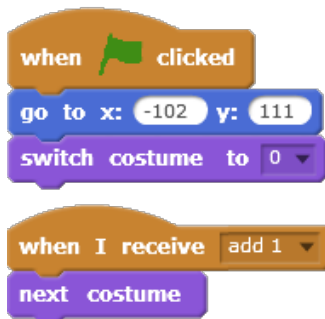 when clicked
go to x: -102 y: 111
switch costume to 0
when I receive add 1
next costume